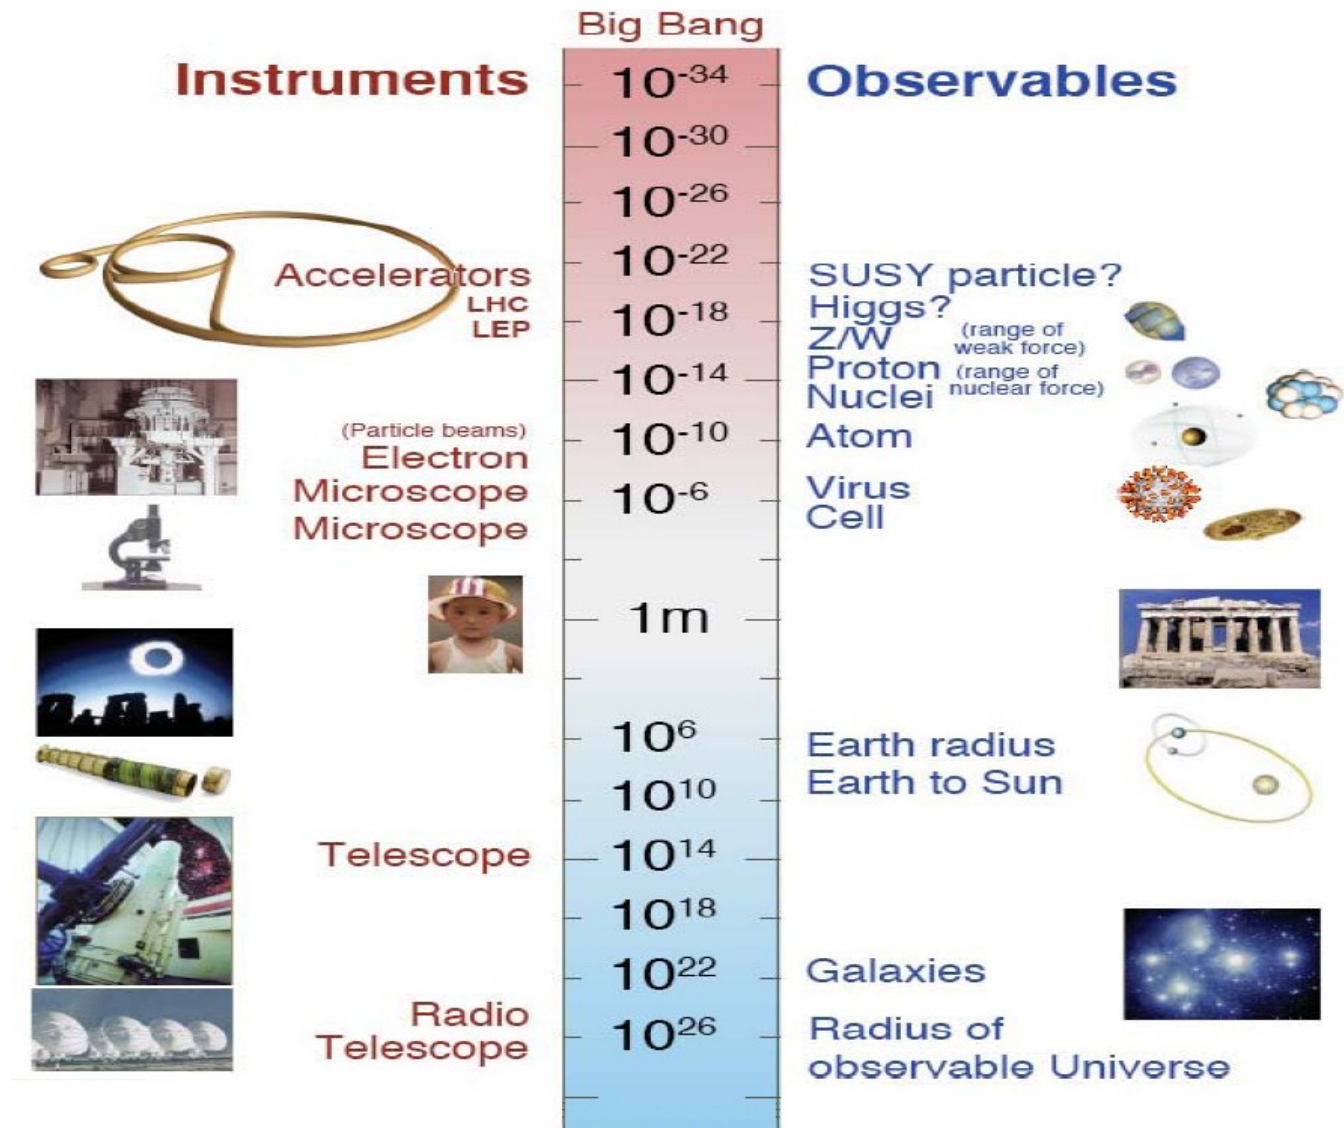 Big Bang
Instruments
Observables
10-34
10-30
10-26
10-22
10-18
10-14
10-10
10-6
1m
106
1010
1014
1018
1022
1026
Accelerators
LHC
LEP
(Particle beams)
Electron
Microscope
Microscope
Telescope
Radio
Telescope
SUSY particle?
Higgs?
Z/W (range of
weak force)
Proton (range of
Nuclei nuclear force)
Atom
Virus
Cell
Earth radius
Earth to Sun
Galaxies
Radius of
observable Universe